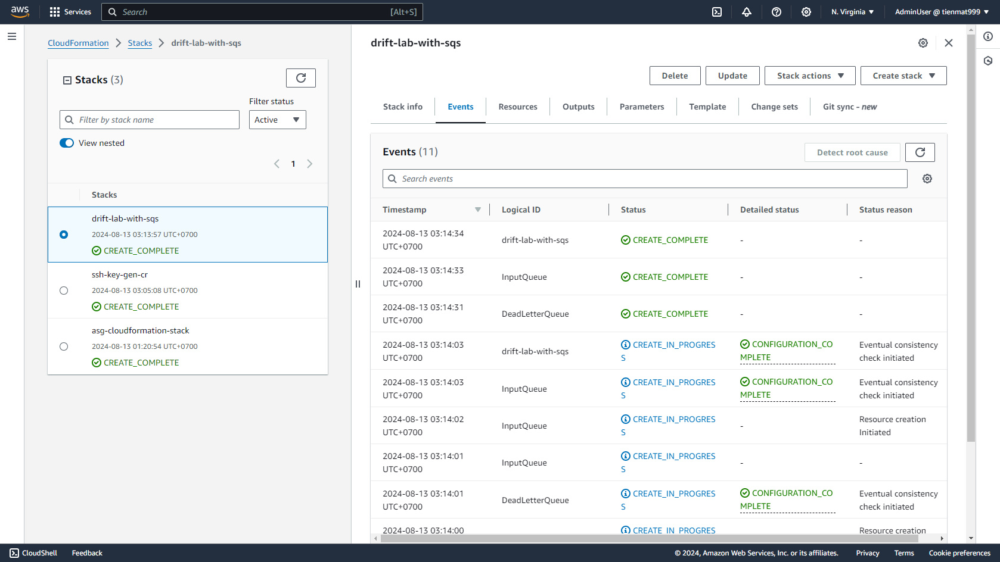 aws
Services
Search
[Alt+S]
N. Virginia
AdminUser @ tienmat999
CloudFormation
Stacks
drift-lab-with-sqs
Stacks (3)
Filter status
Filter by stack name
Active
View nested
1
Stacks
drift-lab-with-sqs
2024-08-13 03:13:57 UTC+0700
CREATE_COMPLETE
ssh-key-gen-cr
2024-08-13 03:05:08 UTC+0700
CREATE_COMPLETE
asg-cloudformation-stack
2024-08-13 01:20:54 UTC+0700
CREATE_COMPLETE
drift-lab-with-sqs
Delete
Update
Stack actions
Create stack
Stack info
Events
Resources
Outputs
Parameters
Template
Change sets
Git sync - new
Events (11)
Detect root cause
Search events
Timestamp
Logical ID
Status
Detailed status
Status reason
2024-08-13 03:14:34
UTC+0700
drift-lab-with-sqs
CREATE_COMPLETE
-
-
2024-08-13 03:14:33
UTC+0700
InputQueue
CREATE_COMPLETE
-
-
2024-08-13 03:14:31
UTC+0700
DeadLetterQueue
CREATE_COMPLETE
-
-
2024-08-13 03:14:03
UTC+0700
drift-lab-with-sqs
CREATE_IN_PROGRES
S
CONFIGURATION_CO
MPLETE
Eventual consistency
check initiated
2024-08-13 03:14:03
UTC+0700
InputQueue
CREATE_IN_PROGRES
S
CONFIGURATION_CO
MPLETE
Eventual consistency
check initiated
2024-08-13 03:14:02
UTC+0700
InputQueue
CREATE_IN_PROGRES
S
-
Resource creation
Initiated
2024-08-13 03:14:01
UTC+0700
InputQueue
CREATE_IN_PROGRES
S
-
-
2024-08-13 03:14:01
UTC+0700
DeadLetterQueue
CREATE_IN_PROGRES
S
CONFIGURATION_CO
MPLETE
Eventual consistency
check initiated
2024-08-13 03:14:00
CREATE_IN_PROGRES
Resource creation
CloudShell
Feedback
© 2024, Amazon Web Services, Inc. or its affiliates.
Privacy
Terms
Cookie preferences